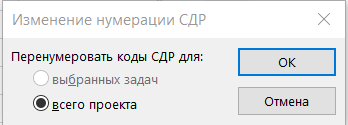 Изменение нумерации СДР
Перенумеровать коды СДР для:
выбранных задач
всего проекта
ОК
Отмена